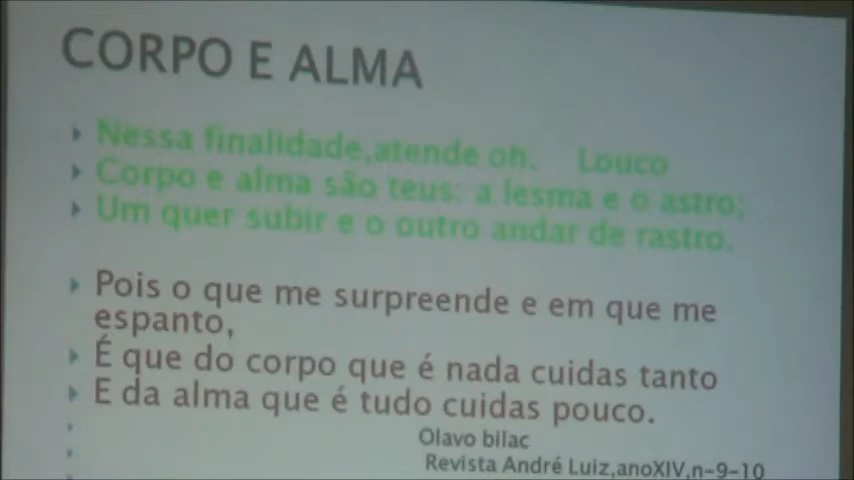 CORPO E ALMA
Nessa finalidade,atende oh. Louco
Corpo e alma são teus: a lesma e o astro;
Um quer subir e o outro andar de rastro.
Pois o que me surpreende e em que me
espanto,
É que do corpo que é nada cuidas tanto
E da alma que é tudo cuidas pouco.
Olavo bilac
Revista André Luiz,anoXIV,n-9-10